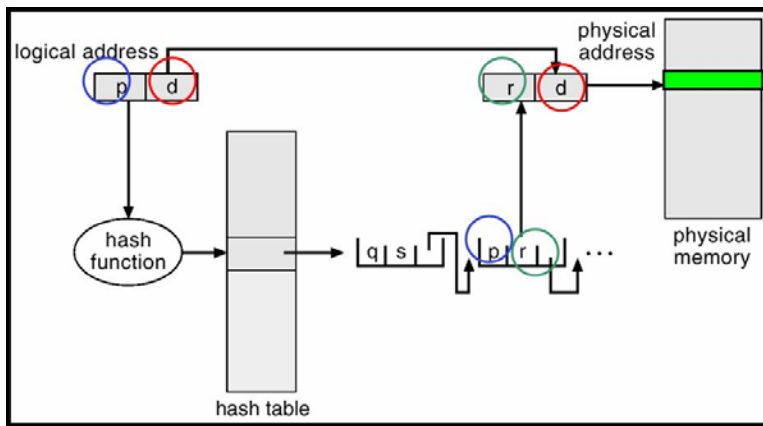 logical address
physical
address
p d
r d
hash
function
q s
p r
...
physical
memory
hash table